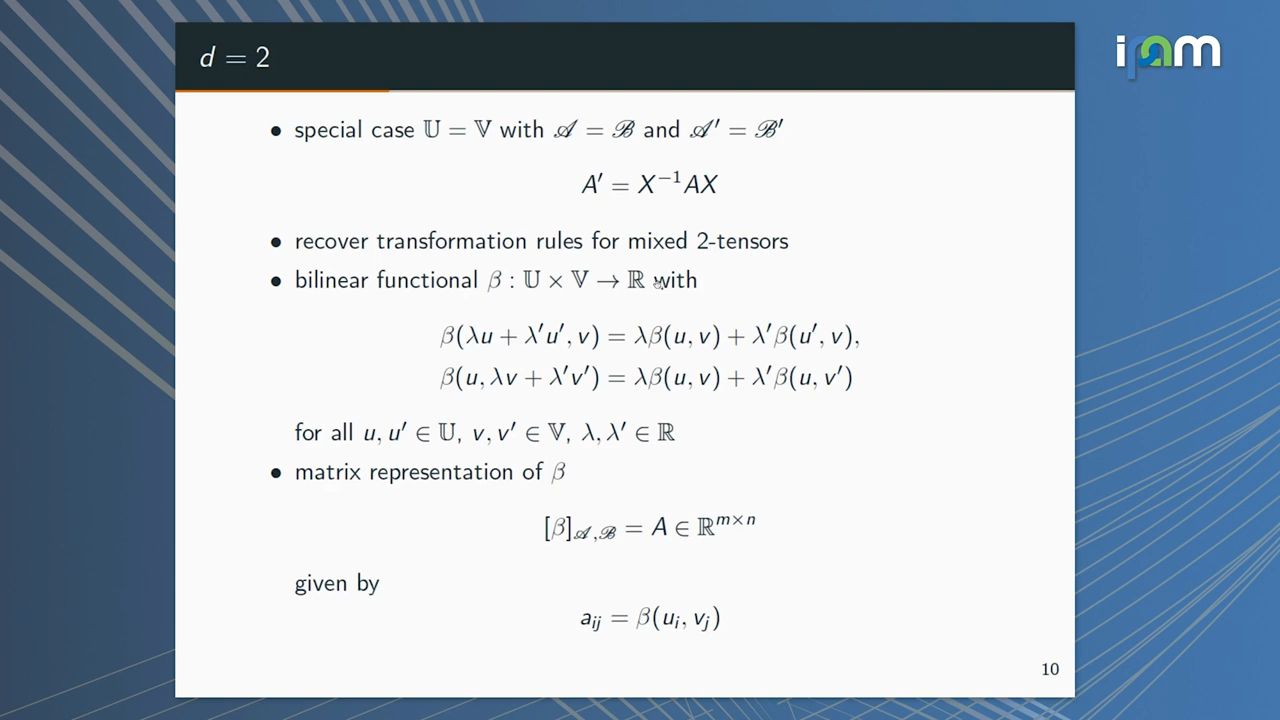 d = 2
ipam
• special case 𝕌 = 𝕍 with 𝒜 = ℬ and 𝒜′ = ℬ′
A′ = X⁻¹AX
• recover transformation rules for mixed 2-tensors
• bilinear functional β : 𝕌 × 𝕍 → ℝ with
β(λu + λ′u′, v) = λβ(u, v) + λ′β(u′, v),
β(u, λv + λ′v′) = λβ(u, v) + λ′β(u, v′)
for all u, u′ ∈ 𝕌, v, v′ ∈ 𝕍, λ, λ′ ∈ ℝ
• matrix representation of β
[β]𝒜,ℬ = A ∈ ℝᵐˣⁿ
given by
aᵢⱼ = β(uᵢ, vⱼ)
10